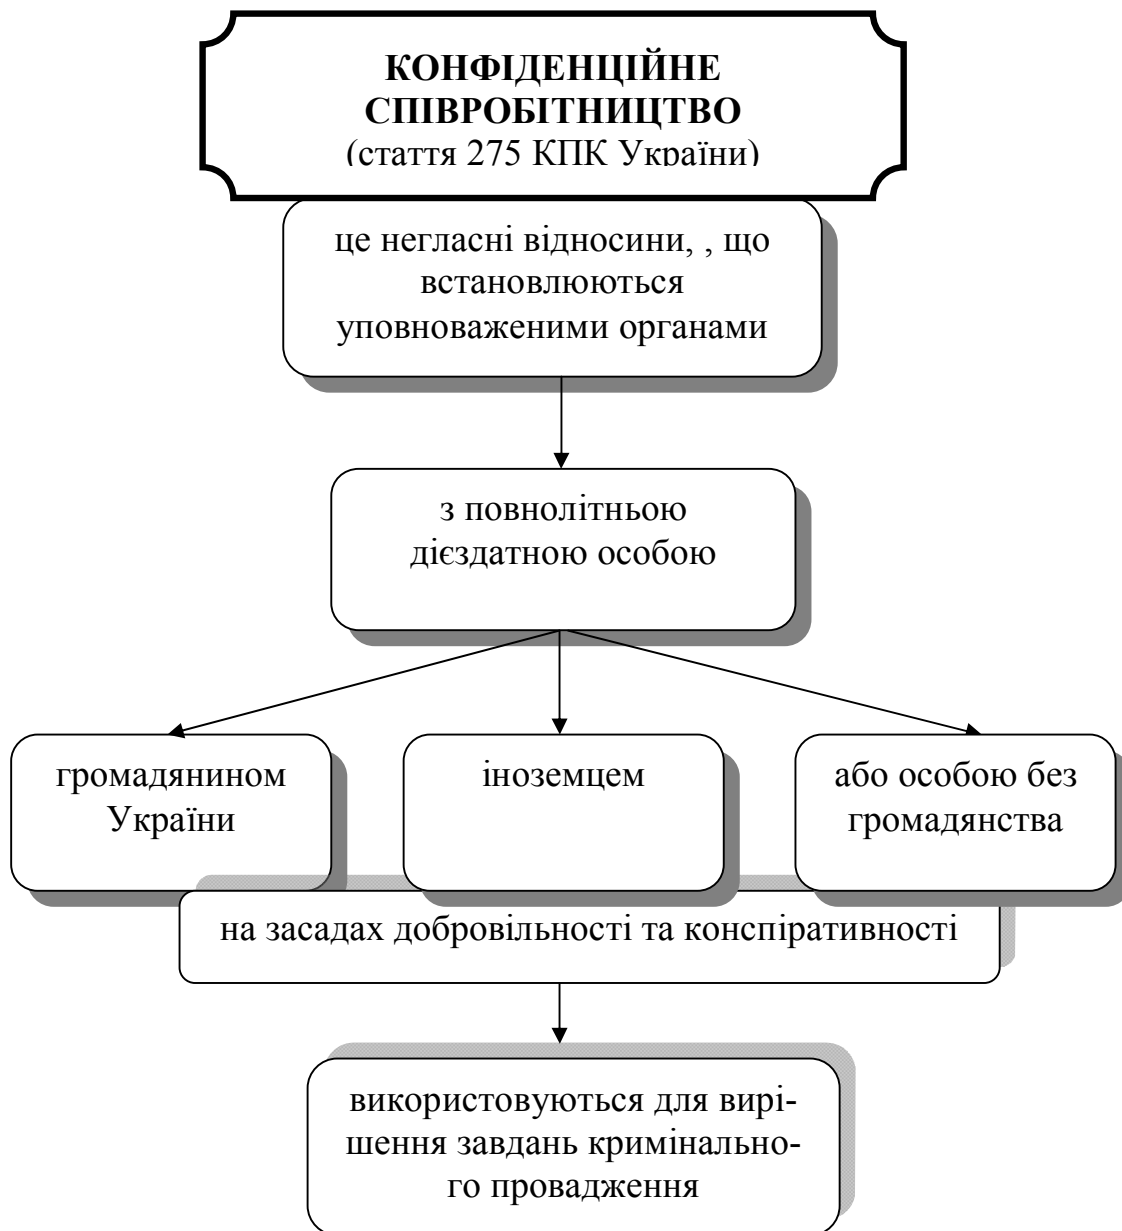 КОНФІДЕНЦІЙНЕ
СПІВРОБІТНИЦТВО
(стаття 275 КПК України)
це негласні відносини, , що
встановлюються
уповноваженими органами
з повнолітньою
дієздатною особою
громадянином
України
іноземцем
або особою без
громадянства
на засадах добровільності та конспіративності
використовуються для вирі-
шення завдань кримінально-
го провадження